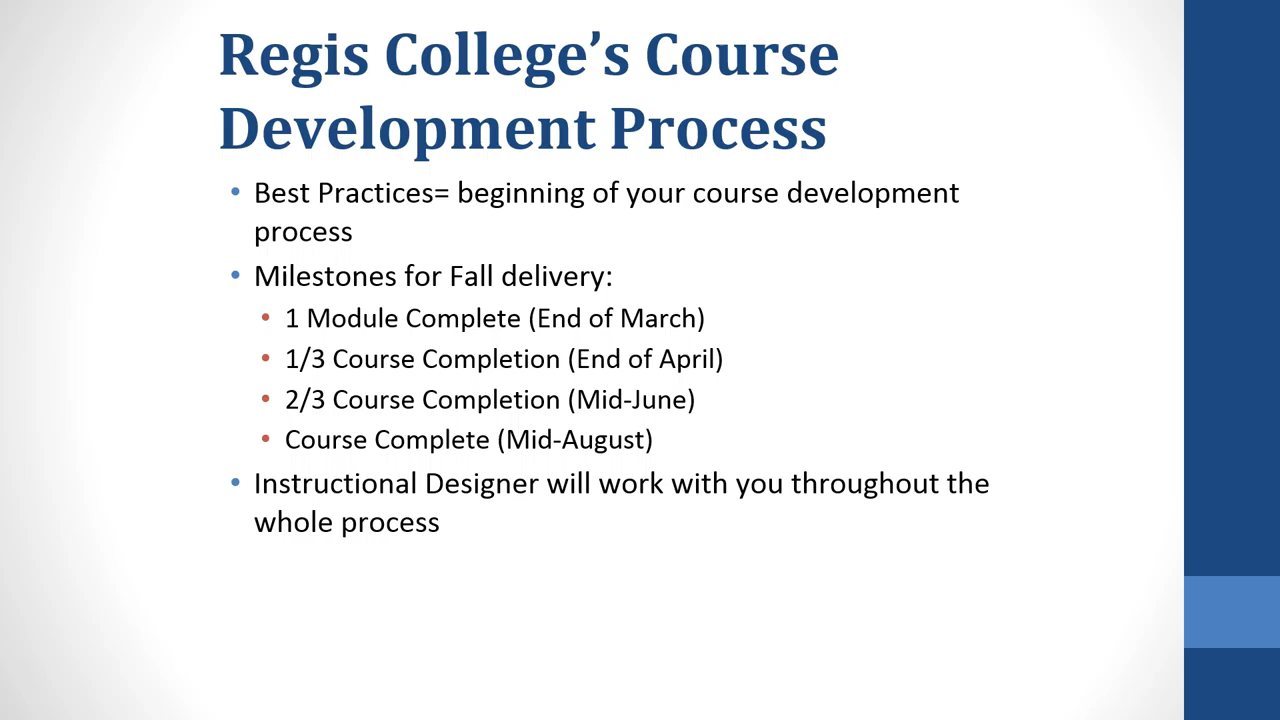 Regis College’s Course
Development Process
• Best Practices= beginning of your course development
process
• Milestones for Fall delivery:
• 1 Module Complete (End of March)
• 1/3 Course Completion (End of April)
• 2/3 Course Completion (Mid-June)
• Course Complete (Mid-August)
• Instructional Designer will work with you throughout the
whole process